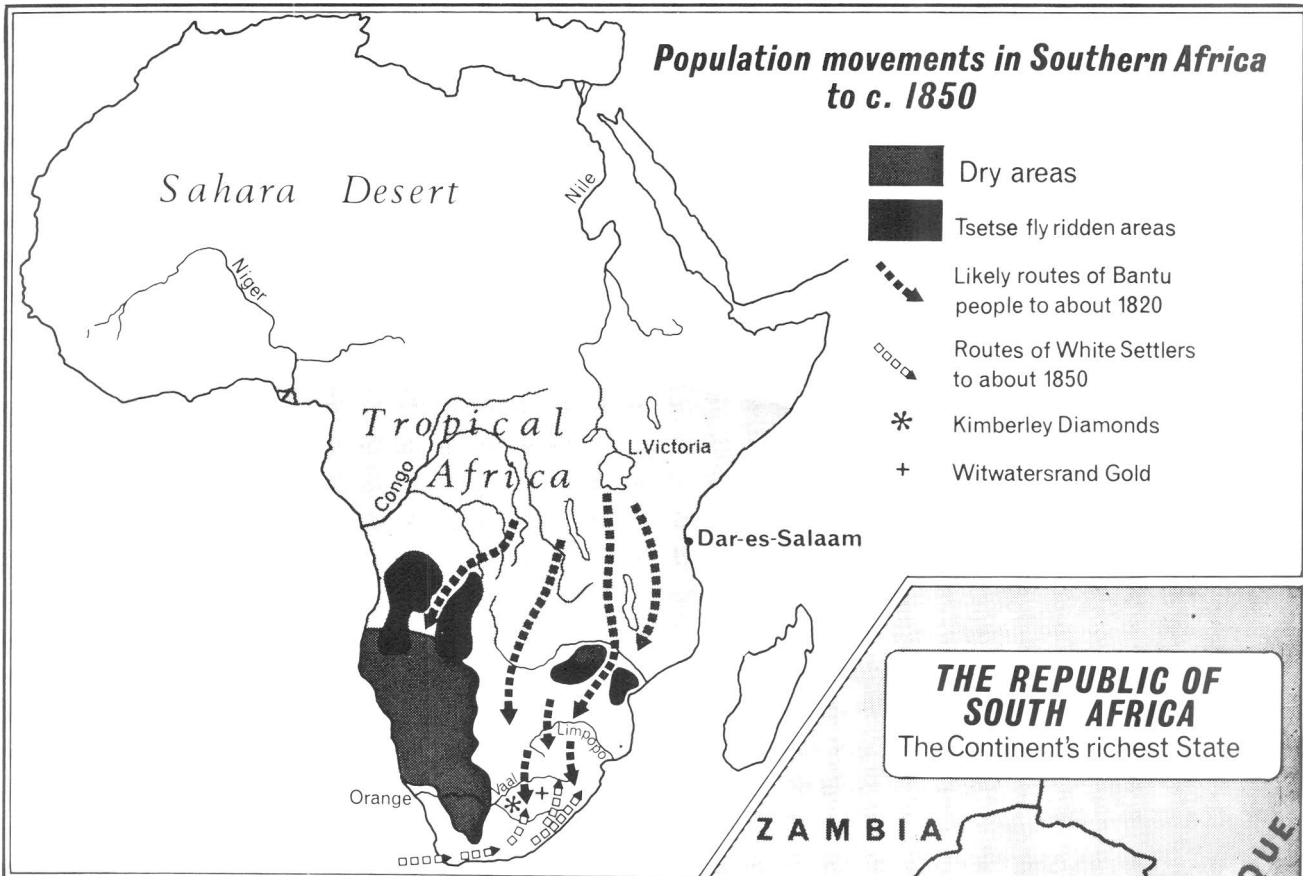 Population movements in Southern Africa
to c. 1850
Dry areas
Tsetse fly ridden areas
Likely routes of Bantu
people to about 1820
Routes of White Settlers
to about 1850
Kimberley Diamonds
Witwatersrand Gold
Sahara Desert
Nile
Niger
Tropical
Africa
Congo
L.Victoria
Dar-es-Salaam
Limpopo
Vaal
Orange
THE REPUBLIC OF
SOUTH AFRICA
The Continent's richest State
ZAMBIA
QUE